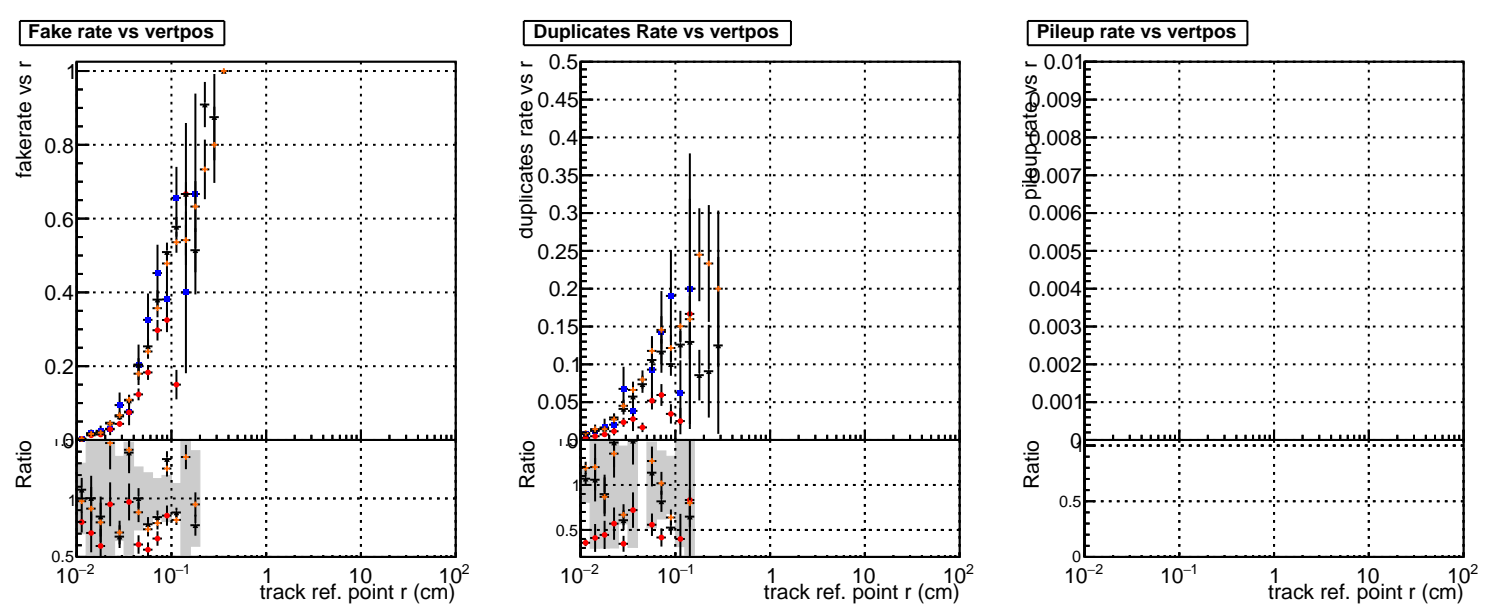 Fake rate vs vertpos
fakerate vs r
1
0.8
0.6
0.4
0.2
0
Ratio
1
0.5
10−2 10−1 1 10 102
track ref. point r (cm)
Duplicates Rate vs vertpos
duplicates rate vs r
0.5
0.45
0.4
0.35
0.3
0.25
0.2
0.15
0.1
0.05
0
Ratio
1
0.5
10−2 10−1 1 10 102
track ref. point r (cm)
Pileup rate vs vertpos
pileup rate vs r
0.01
0.009
0.008
0.007
0.006
0.005
0.004
0.003
0.002
0.001
0
Ratio
1
0.5
0
10−2 10−1 1 10 102
track ref. point r (cm)